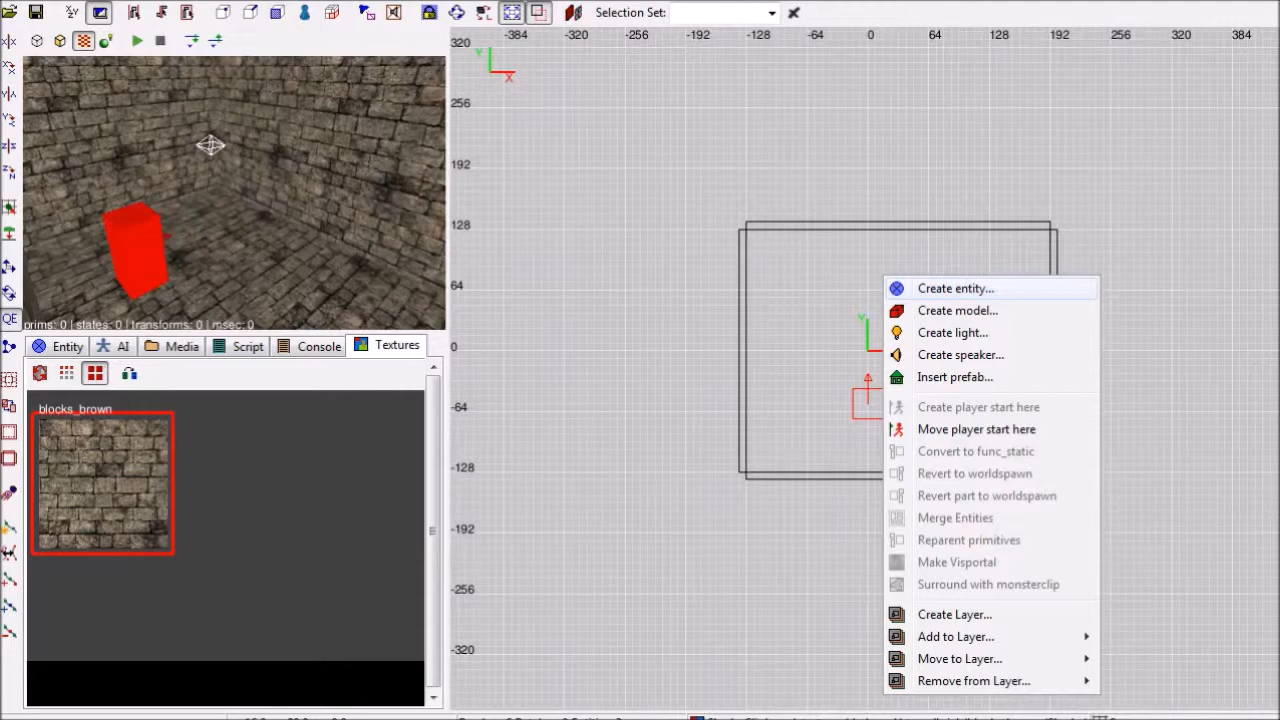 Selection Set:
-384 -320 -256 -192 -128 -64 0 64 128 192 256 320 384
320
Y
X
256
192
128
64
0
-64
-128
-192
-256
-320
Y
prims: 0 | states: 0 | transforms: 0 | msec: 0
Entity AI Media Script Console Textures
blocks_brown
Create entity...
Create model...
Create light...
Create speaker...
Insert prefab...
Create player start here
Move player start here
Convert to func_static
Revert to worldspawn
Revert part to worldspawn
Merge Entities
Reparent primitives
Make Visportal
Surround with monsterclip
Create Layer...
Add to Layer...
Move to Layer...
Remove from Layer...